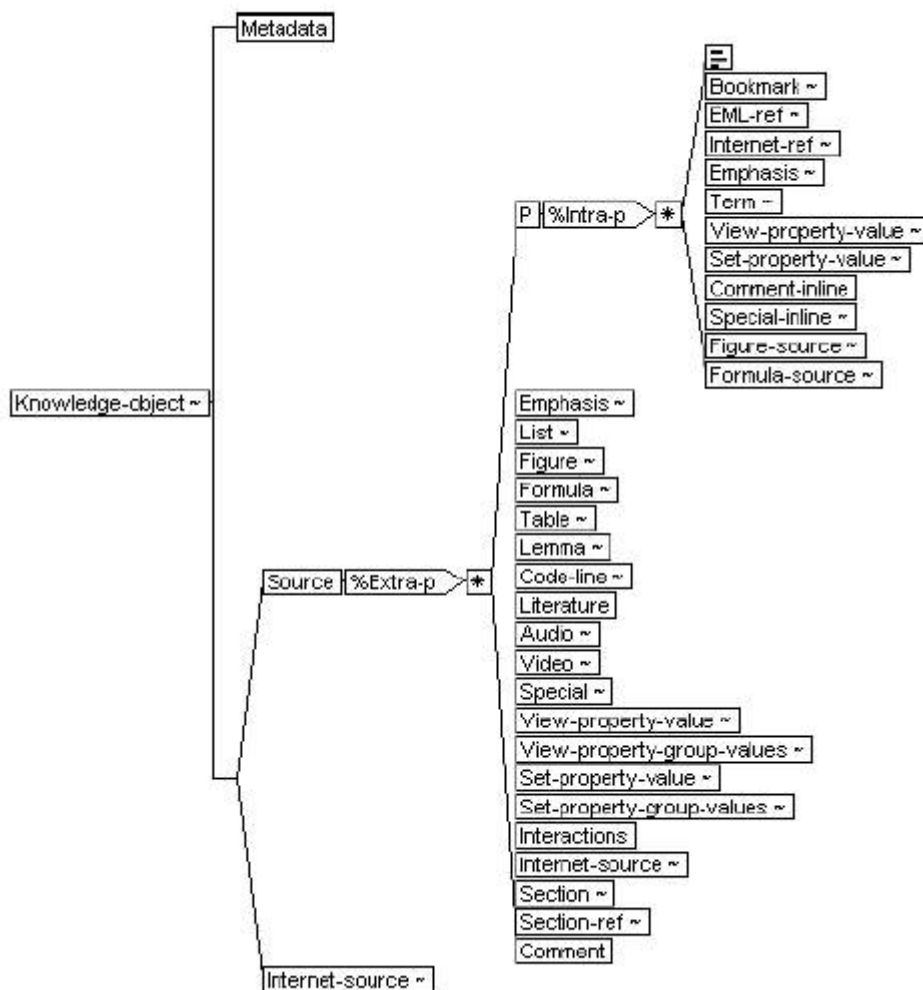 Metadata
Bookmark ~
EML-ref ~
Internet-ref ~
Emphasis ~
Term ~
P %Intra-p *
View-property-value ~
Set-property-value ~
Comment-inline
Special-inline ~
Figure-source ~
Formula-source ~
Knowledge-object ~
Emphasis ~
List ~
Figure ~
Formula ~
Table ~
Lemma ~
Source %Extra-p *
Code-line ~
Literature
Audio ~
Video ~
Special ~
View-property-value ~
View-property-group-values ~
Set-property-value ~
Set-property-group-values ~
Interactions
Internet-source ~
Section ~
Section-ref ~
Comment
Internet-source ~